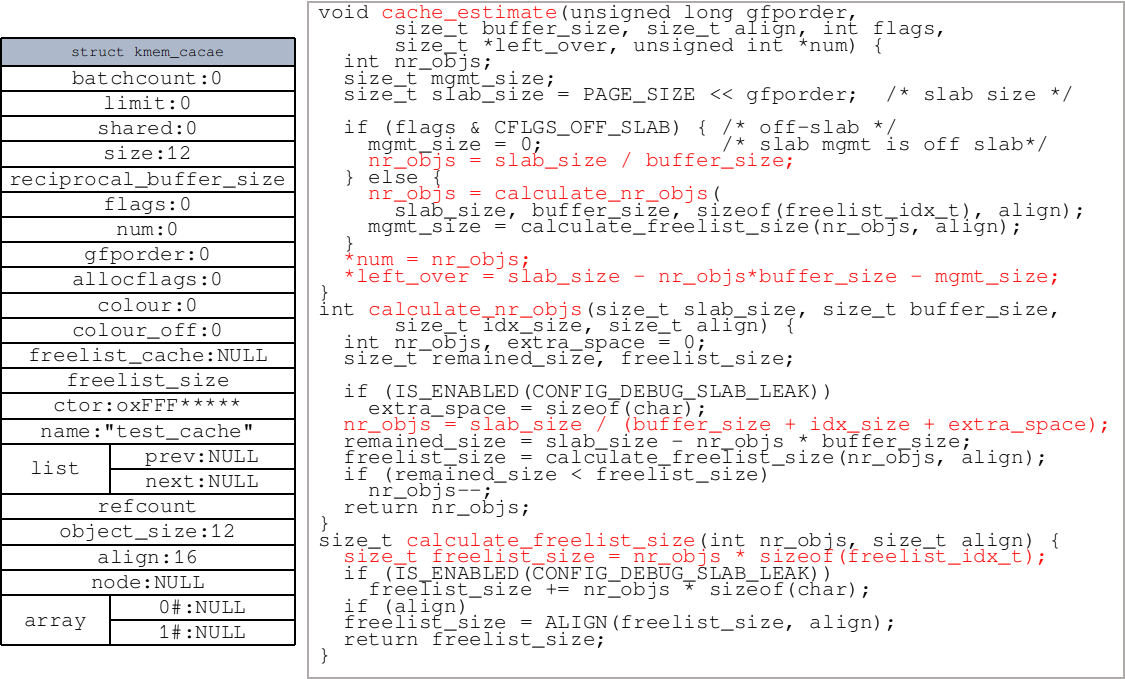 struct kmem_cacae
batchcount:0
limit:0
shared:0
size:12
reciprocal_buffer_size
flags:0
num:0
gfporder:0
allocflags:0
colour:0
colour_off:0
freelist_cache:NULL
freelist_size
ctor:oxFFF*****
name:"test_cache"
list
prev:NULL
next:NULL
refcount
object_size:12
align:16
node:NULL
array
0#:NULL
1#:NULL
void cache_estimate(unsigned long gfporder,
      size_t buffer_size, size_t align, int flags,
      size_t *left_over, unsigned int *num) {
  int nr_objs;
  size_t mgmt_size;
  size_t slab_size = PAGE_SIZE << gfporder;  /* slab size */
  if (flags & CFLGS_OFF_SLAB) { /* off-slab */
    mgmt_size = 0;               /* slab mgmt is off slab*/
    nr_objs = slab_size / buffer_size;
  } else {
    nr_objs = calculate_nr_objs(
      slab_size, buffer_size, sizeof(freelist_idx_t), align);
    mgmt_size = calculate_freelist_size(nr_objs, align);
  }
  *num = nr_objs;
  *left_over = slab_size - nr_objs*buffer_size - mgmt_size;
}
int calculate_nr_objs(size_t slab_size, size_t buffer_size,
      size_t idx_size, size_t align) {
  int nr_objs, extra_space = 0;
  size_t remained_size, freelist_size;
  if (IS_ENABLED(CONFIG_DEBUG_SLAB_LEAK))
    extra_space = sizeof(char);
  nr_objs = slab_size / (buffer_size + idx_size + extra_space);
  remained_size = slab_size - nr_objs * buffer_size;
  freelist_size = calculate_freelist_size(nr_objs, align);
  if (remained_size < freelist_size)
    nr_objs--;
  return nr_objs;
}
size_t calculate_freelist_size(int nr_objs, size_t align) {
  size_t freelist_size = nr_objs * sizeof(freelist_idx_t);
  if (IS_ENABLED(CONFIG_DEBUG_SLAB_LEAK))
    freelist_size += nr_objs * sizeof(char);
  if (align)
  freelist_size = ALIGN(freelist_size, align);
  return freelist_size;
}